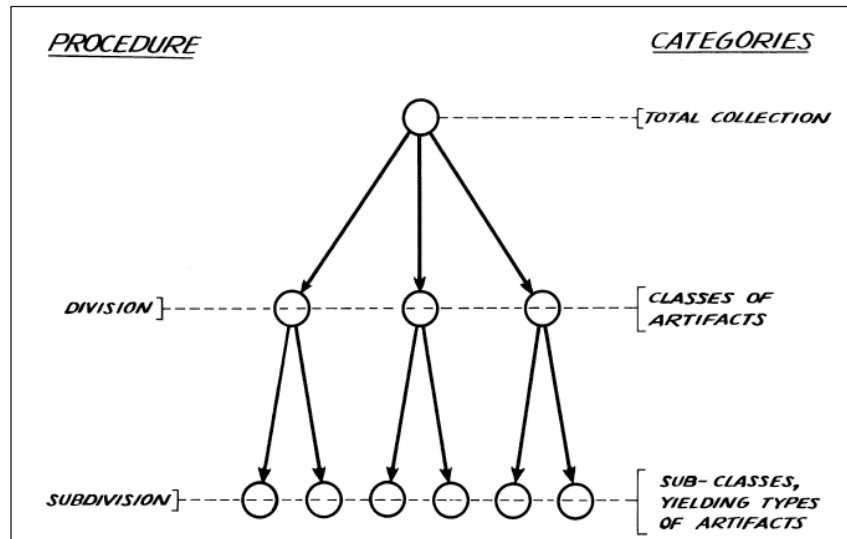 PROCEDURE
CATEGORIES
TOTAL COLLECTION
DIVISION
CLASSES OF
ARTIFACTS
SUBDIVISION
SUB-CLASSES,
YIELDING TYPES
OF ARTIFACTS